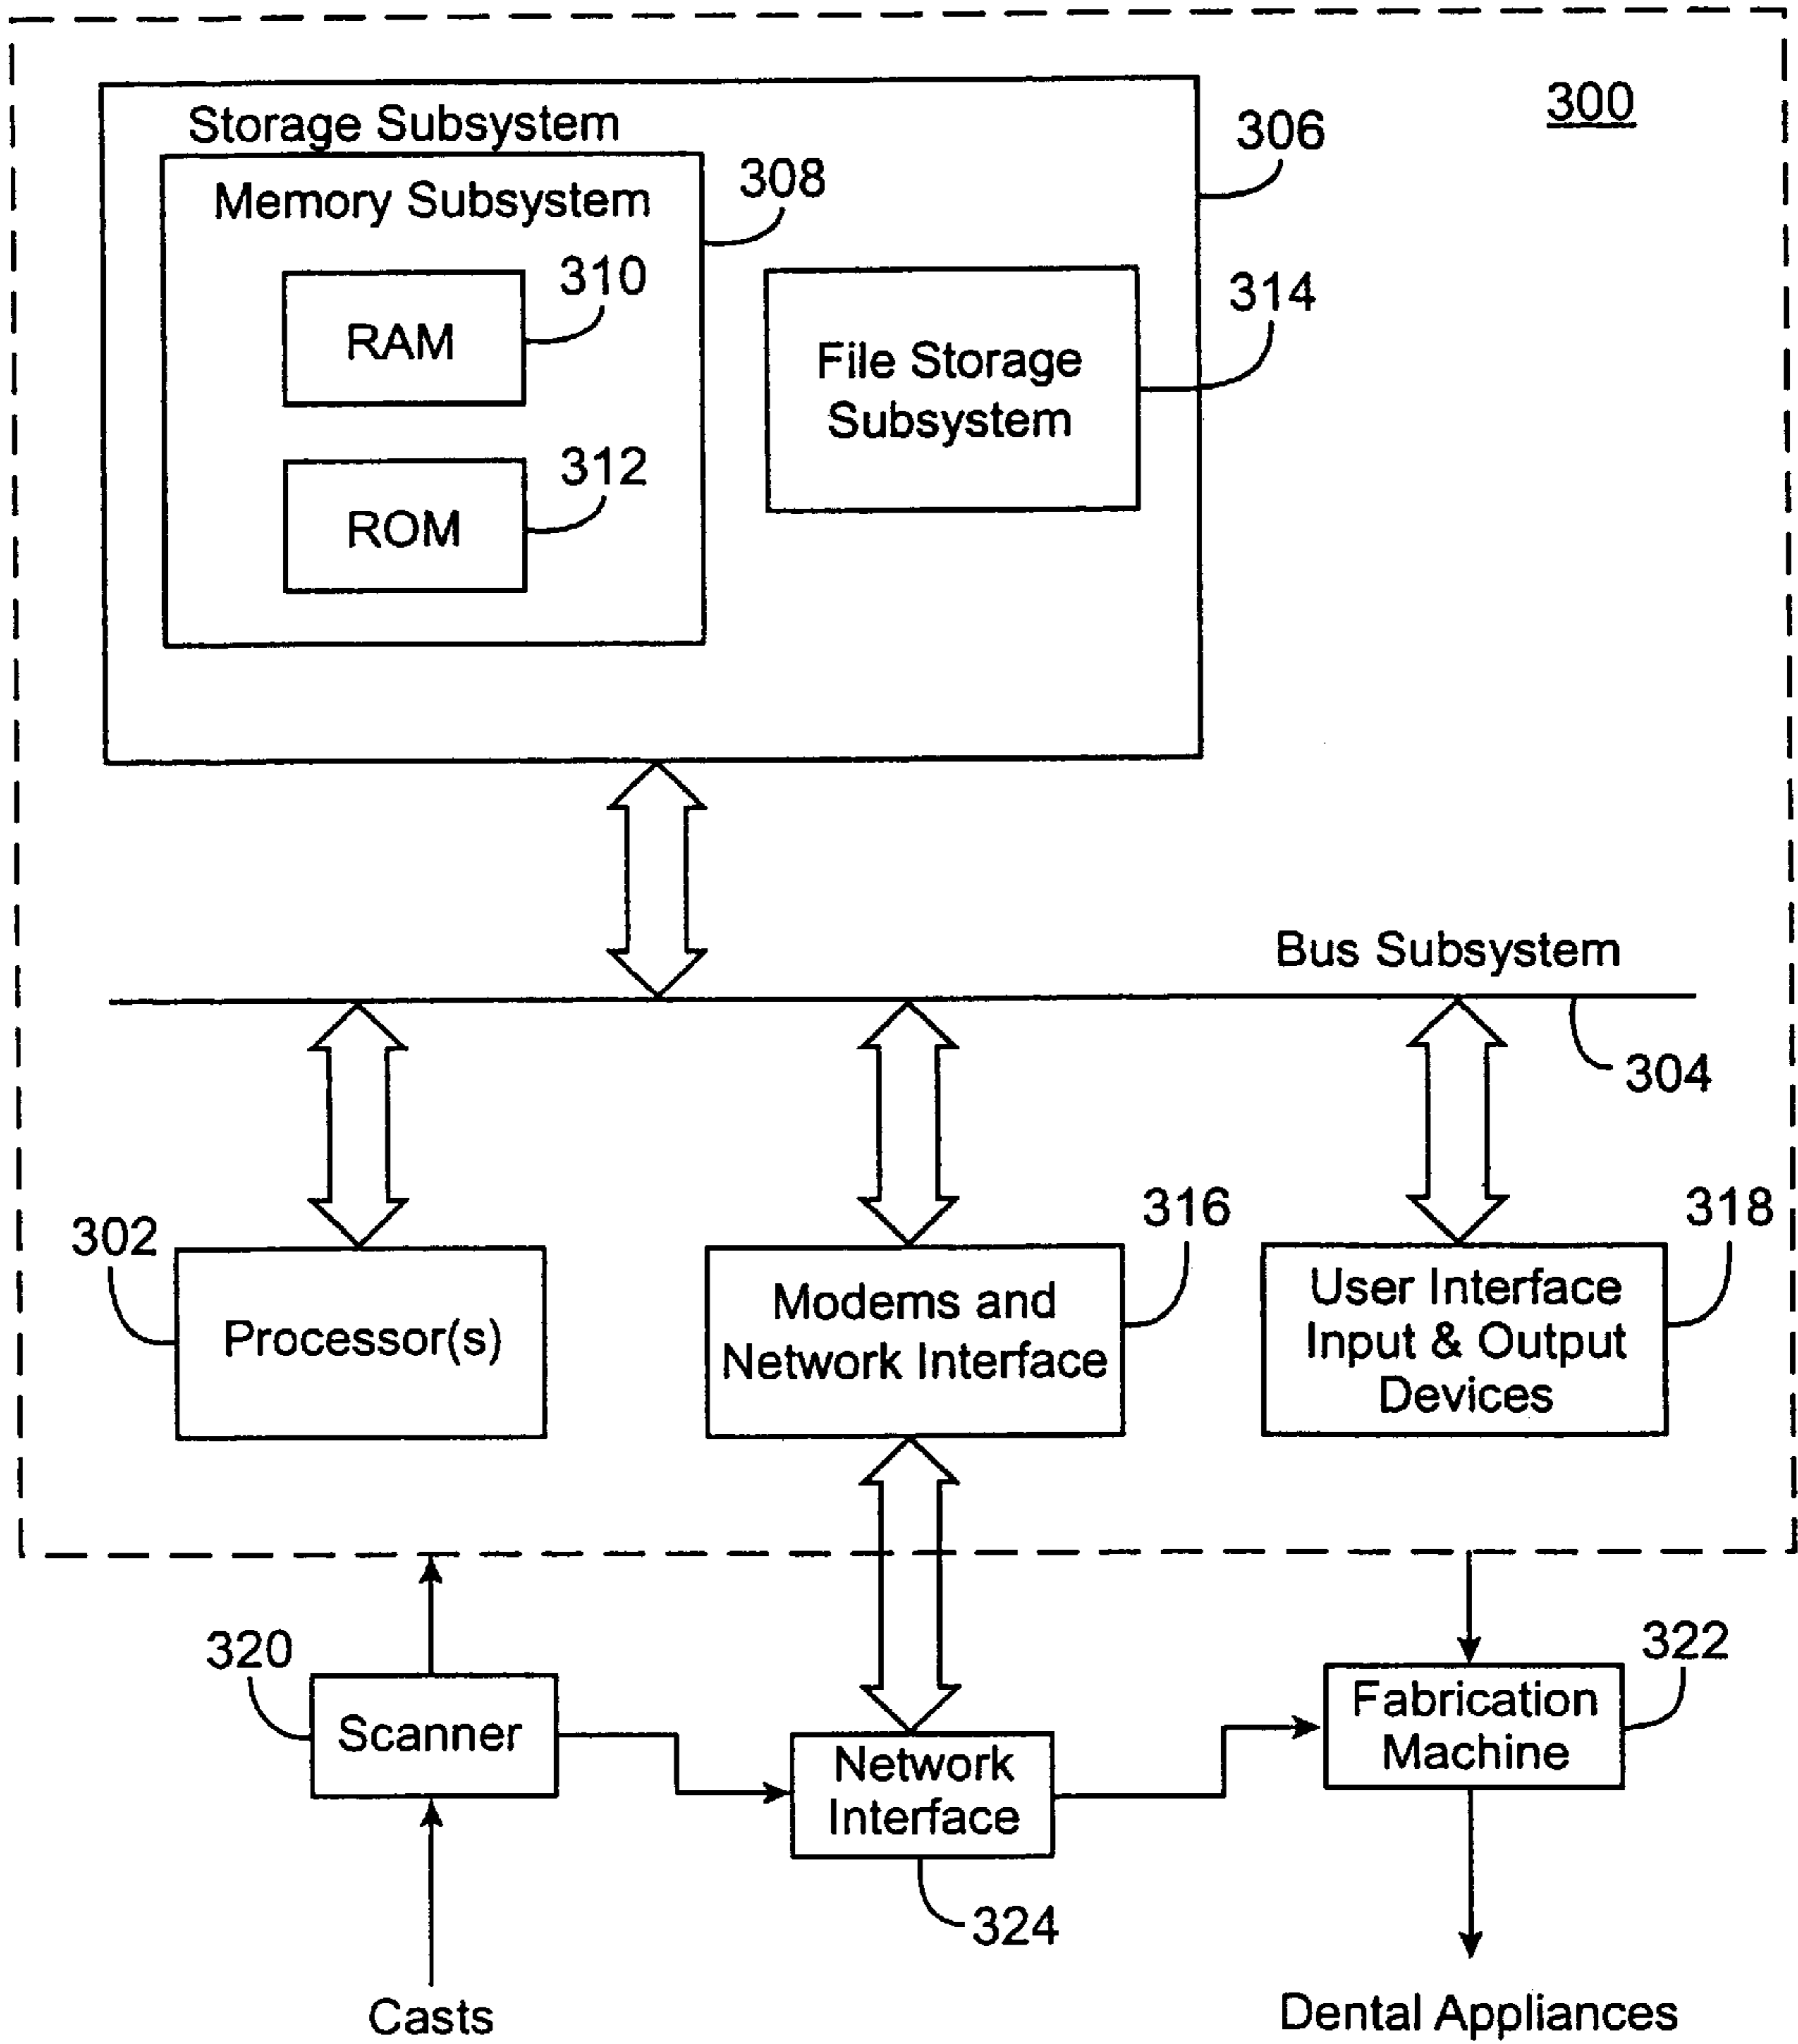 300
Storage Subsystem
306
Memory Subsystem
308
310
RAM
314
File Storage
Subsystem
312
ROM
Bus Subsystem
304
302
Processor(s)
316
Modems and
Network Interface
318
User Interface
Input & Output
Devices
320
Scanner
Network
Interface
324
322
Fabrication
Machine
Casts
Dental Appliances